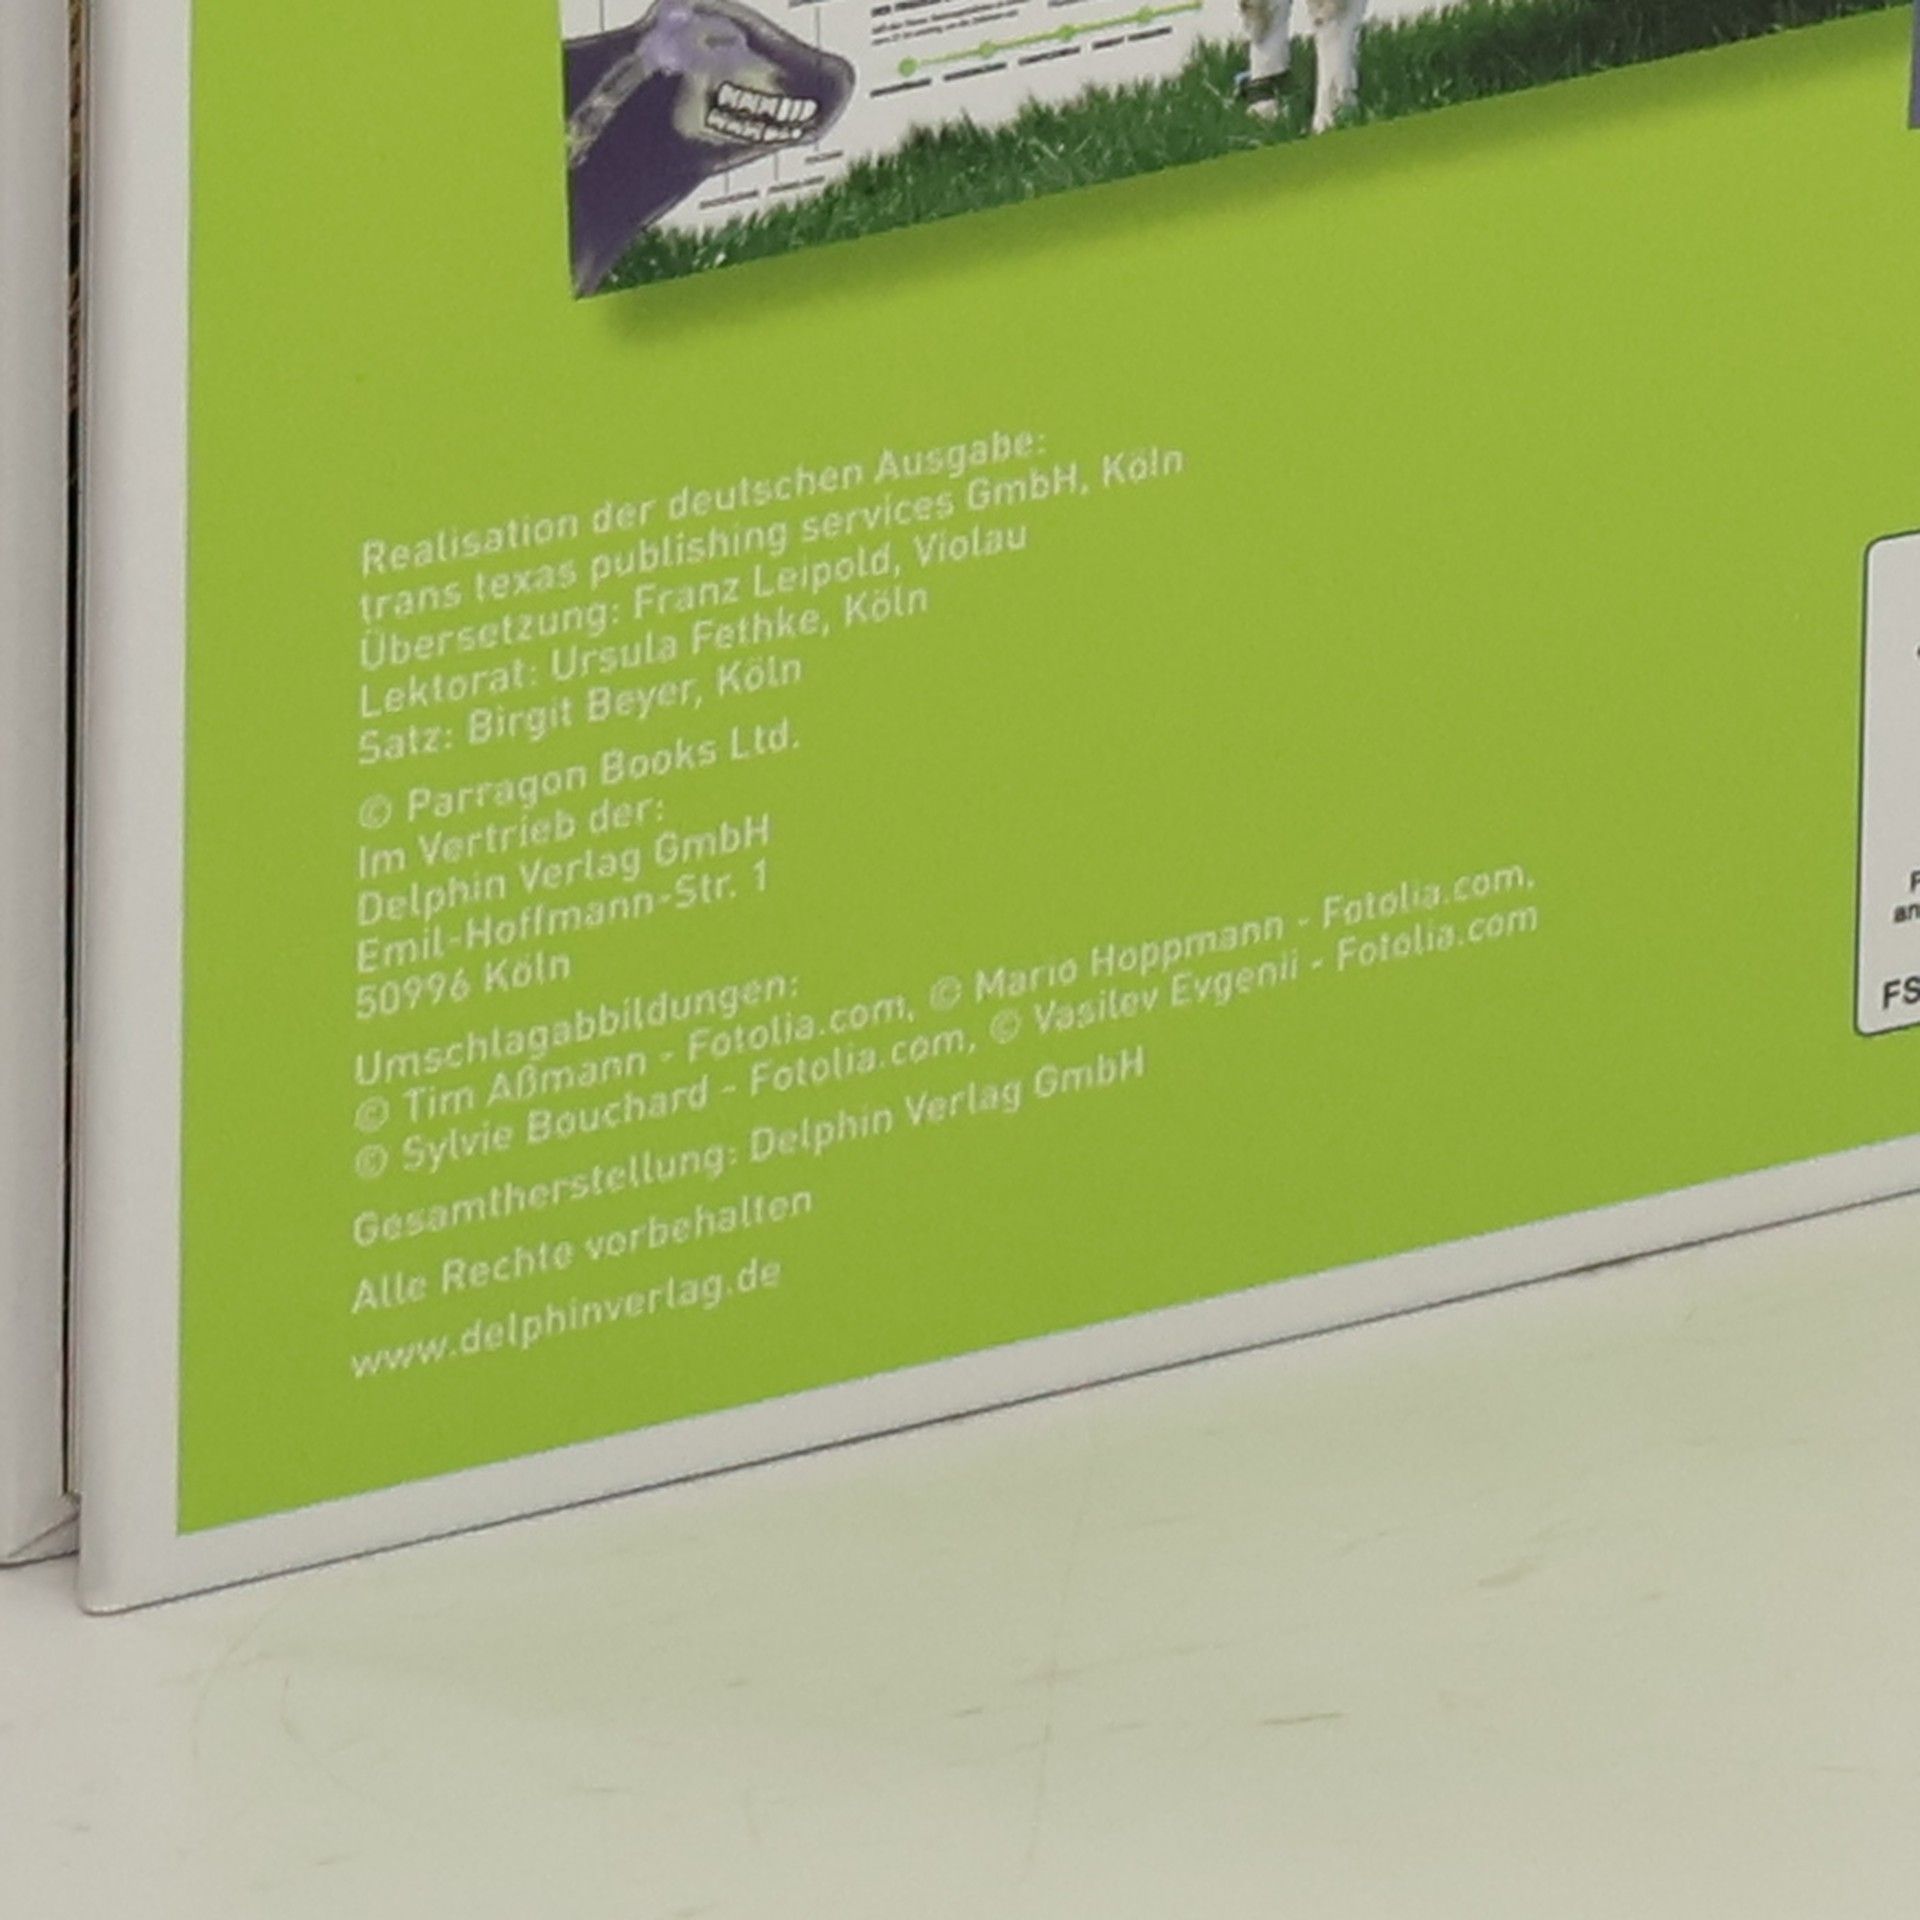 Realisation der deutschen Ausgabe:
trans texas publishing services GmbH, Köln
Übersetzung: Franz Leipold, Violau
Lektorat: Ursula Fethke, Köln
Satz: Birgit Beyer, Köln
© Parragon Books Ltd.
Im Vertrieb der:
Delphin Verlag GmbH
Emil-Hoffmann-Str. 1
50996 Köln
Umschlagabbildungen:
© Tim Aßmann - Fotolia.com, © Mario Hoppmann - Fotolia.com,
© Sylvie Bouchard - Fotolia.com, © Vasilev Evgenii - Fotolia.com
Gesamtherstellung: Delphin Verlag GmbH
Alle Rechte vorbehalten
www.delphinverlag.de
FS